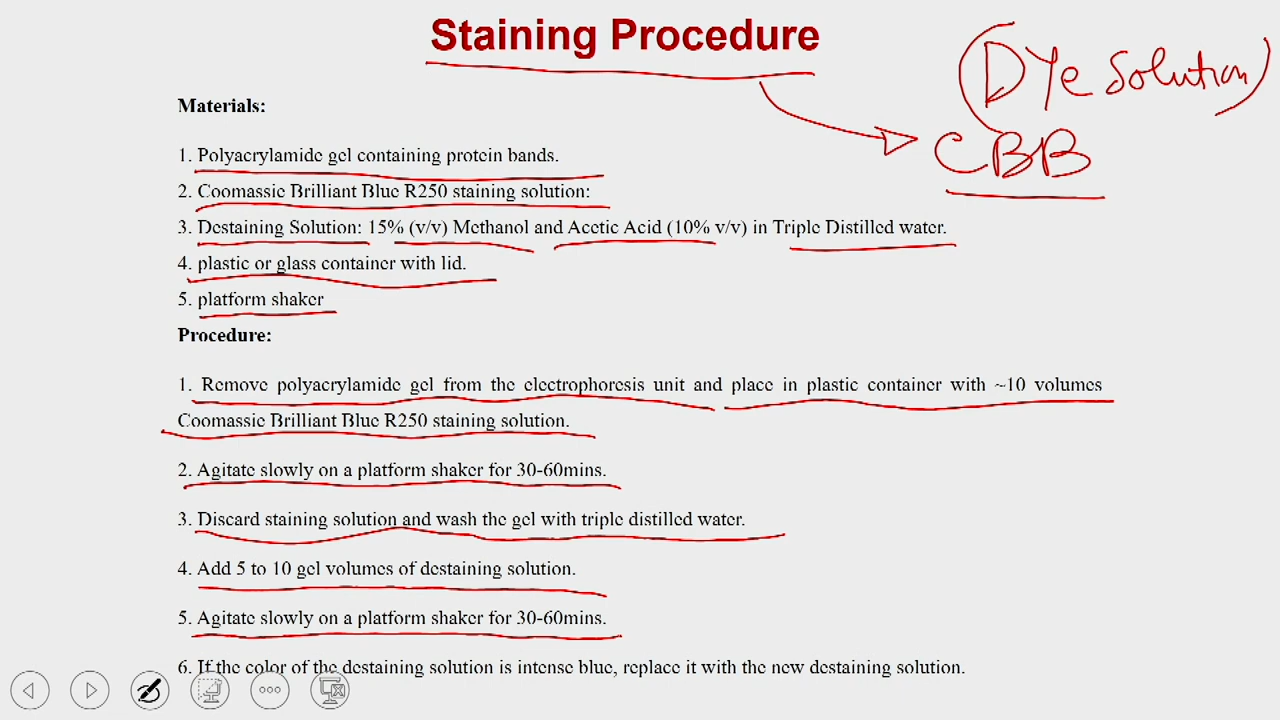 Staining Procedure
(Dye Solution)
CBB
Materials:
1. Polyacrylamide gel containing protein bands.
2. Coomassic Brilliant Blue R250 staining solution:
3. Destaining Solution: 15% (v/v) Methanol and Acetic Acid (10% v/v) in Triple Distilled water.
4. plastic or glass container with lid.
5. platform shaker
Procedure:
1. Remove polyacrylamide gel from the electrophoresis unit and place in plastic container with ~10 volumes
Coomassic Brilliant Blue R250 staining solution.
2. Agitate slowly on a platform shaker for 30-60mins.
3. Discard staining solution and wash the gel with triple distilled water.
4. Add 5 to 10 gel volumes of destaining solution.
5. Agitate slowly on a platform shaker for 30-60mins.
6. If the color of the destaining solution is intense blue, replace it with the new destaining solution.